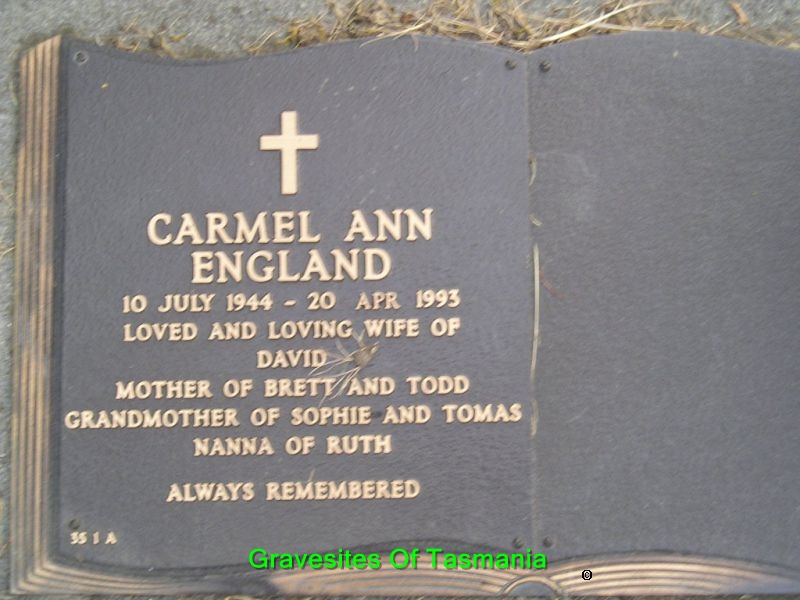 CARMEL ANN
ENGLAND
10 JULY 1944 - 20 APR 1993
LOVED AND LOVING WIFE OF
DAVID
MOTHER OF BRETT AND TODD
GRANDMOTHER OF SOPHIE AND TOMAS
NANNA OF RUTH
ALWAYS REMEMBERED
35 1 A
Gravesites Of Tasmania
©